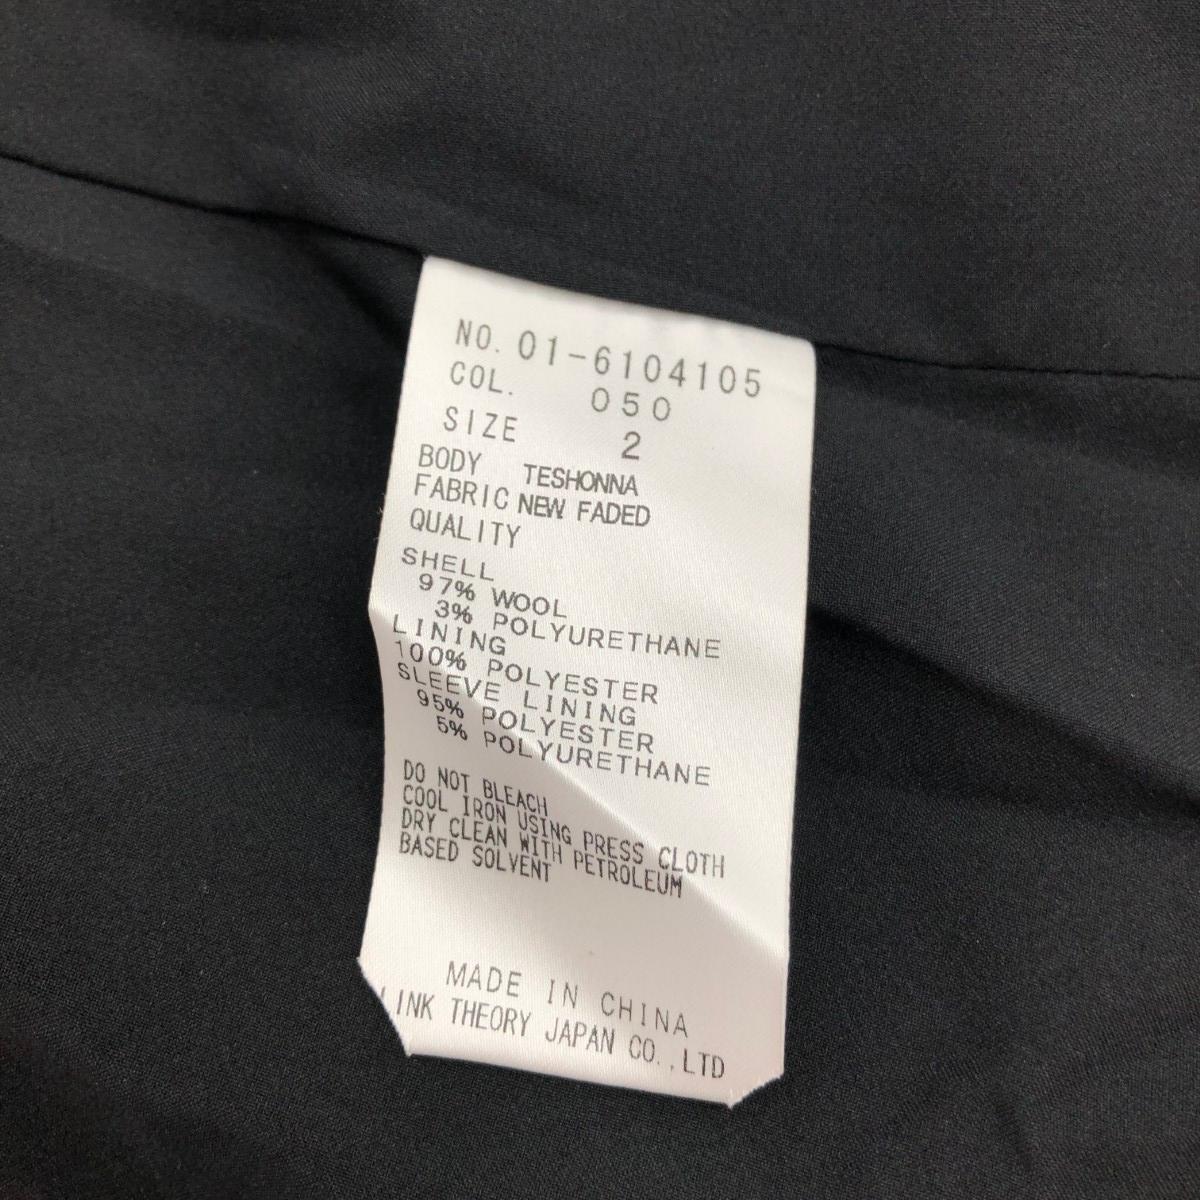 NO. 01-6104105
COL. 050
SIZE 2
BODY TESHONNA
FABRIC NEW FADED
QUALITY
SHELL
97% WOOL
3% POLYURETHANE
LINING
100% POLYESTER
SLEEVE LINING
95% POLYESTER
5% POLYURETHANE
DO NOT BLEACH
COOL IRON USING PRESS CLOTH
DRY CLEAN WITH PETROLEUM
BASED SOLVENT
MADE IN CHINA
LINK THEORY JAPAN CO.,LTD